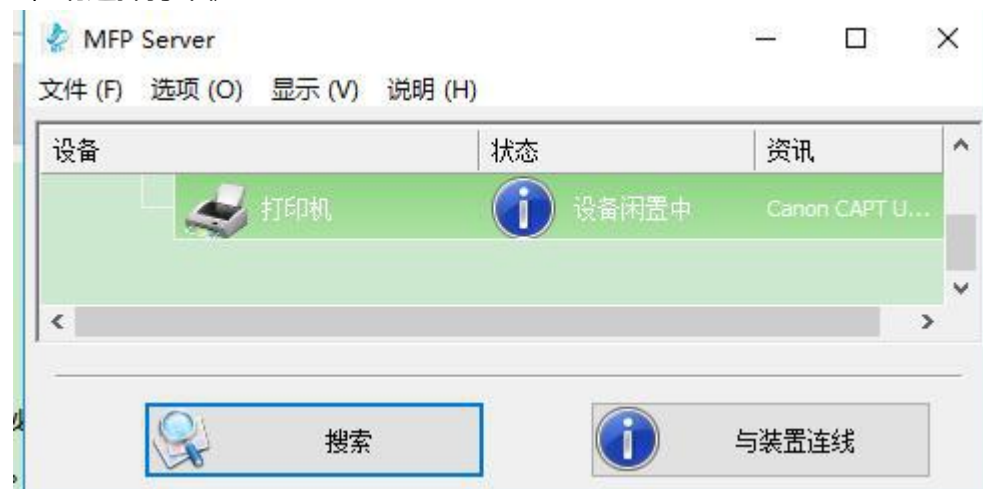 MFP Server
文件 (F) 选项 (O) 显示 (V) 说明 (H)
设备 状态 资讯
打印机 设备闲置中 Canon CAPT U...
搜索 与装置连线